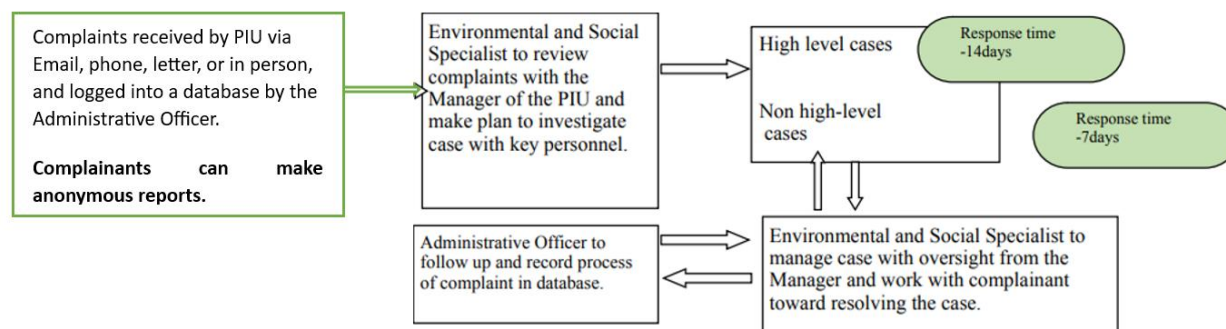 Complaints received by PIU via
Email, phone, letter, or in person,
and logged into a database by the
Administrative Officer.
Complainants can make
anonymous reports.
Environmental and Social
Specialist to review
complaints with the
Manager of the PIU and
make plan to investigate
case with key personnel.
High level cases
Non high-level
cases
Response time
-14days
Response time
-7days
Administrative Officer to
follow up and record process
of complaint in database.
Environmental and Social Specialist to
manage case with oversight from the
Manager and work with complainant
toward resolving the case.